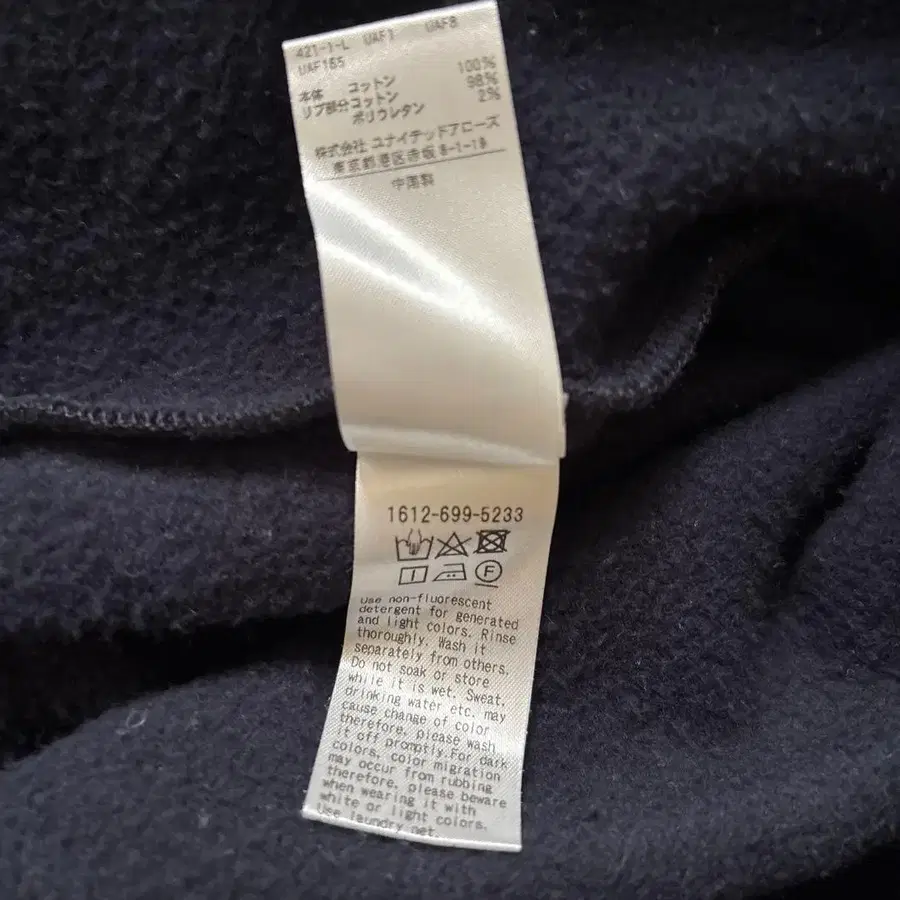 421-1-L UAF1 UAF8
UAF165
本体 コットン 100%
リブ部分コットン 98%
ポリウレタン 2%
株式会社 ユナイテッドアローズ
東京都港区赤坂 8-1-19
中国製
1612-699-5233
I F
Use non-fluorescent
detergent for generated
and light colors. Rinse
thoroughly. Wash it
separately from others.
Do not soak or store
while it is wet. Sweat,
drinking water etc. may
cause change of color
therefore, please wash
it off promptly.For dark
colors, color migration
may occur from rubbing
therefore, please beware
when wearing it with
white or light colors.
Use laundry net.